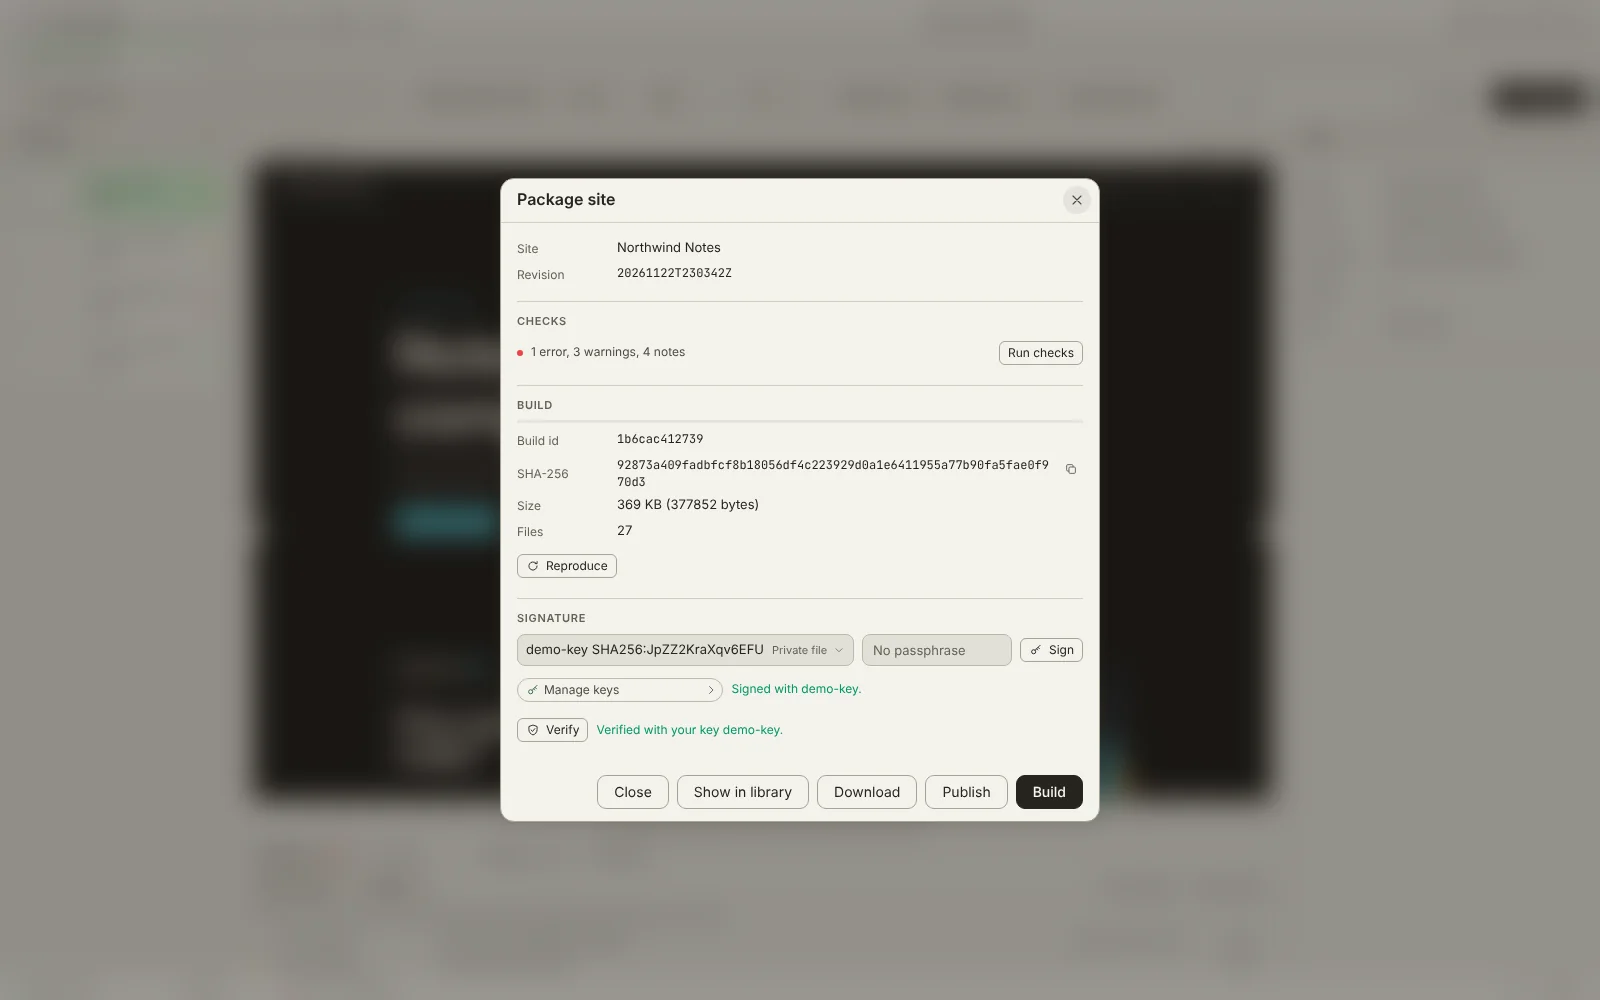 Package site
Site Northwind Notes
Revision 20261122T230342Z
CHECKS
1 error, 3 warnings, 4 notes Run checks
BUILD
Build id 1b6cac412739
SHA-256 92873a409fadbfcf8b18056df4c223929d0a1e6411955a77b90fa5fae0f9
70d3
Size 369 KB (377852 bytes)
Files 27
Reproduce
SIGNATURE
demo-key SHA256:JpZZ2KraXqv6EFU Private file No passphrase Sign
Manage keys Signed with demo-key.
Verify Verified with your key demo-key.
Close Show in library Download Publish Build